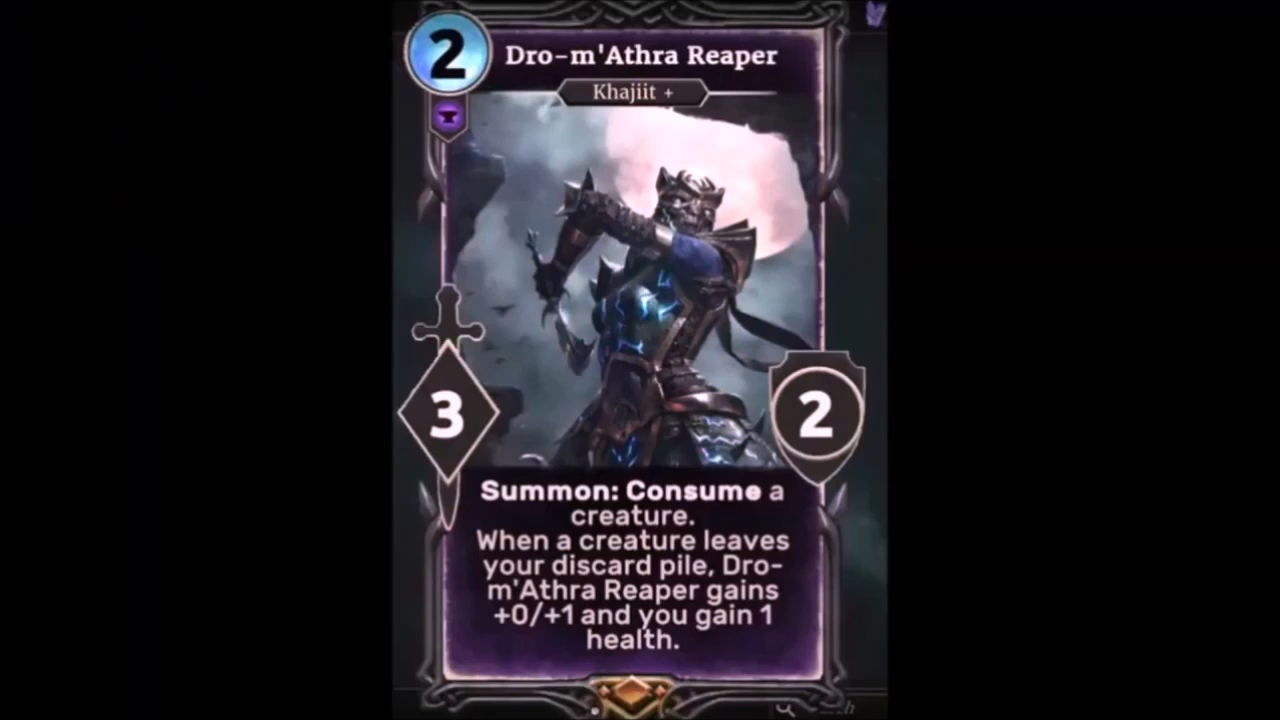 2
Dro-m'Athra Reaper
Khajiit +
3
2
Summon: Consume a
creature.
When a creature leaves
your discard pile, Dro-
m'Athra Reaper gains
+0/+1 and you gain 1
health.